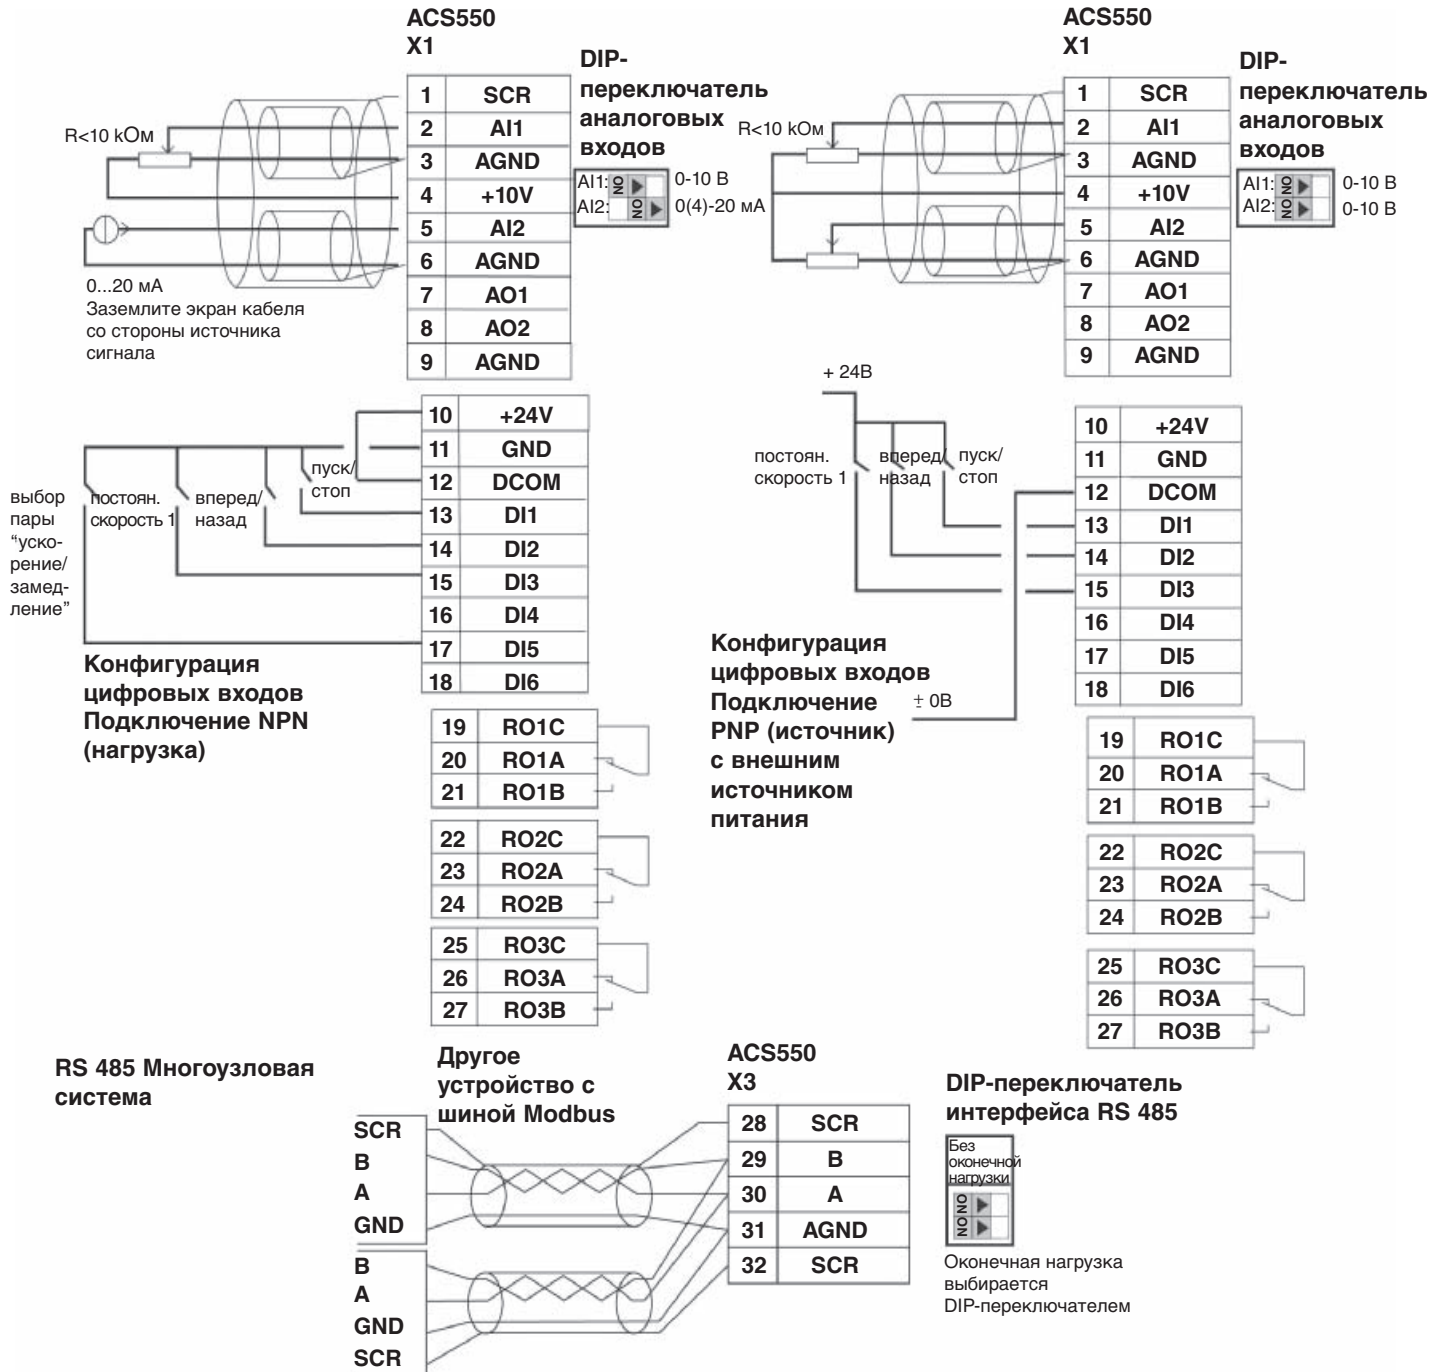 ACS550
X1
DIP-
переключатель
аналоговых
входов
R<10 kОм
1 SCR
2 AI1
3 AGND
4 +10V
5 AI2
6 AGND
7 AO1
8 AO2
9 AGND
AI1: ON 0-10 В
AI2: ON 0(4)-20 мА
0...20 мА
Заземлите экран кабеля
со стороны источника
сигнала
10 +24V
11 GND
12 DCOM
13 DI1
14 DI2
15 DI3
16 DI4
17 DI5
18 DI6
пуск/
стоп
вперед/
назад
постоян.
скорость 1
выбор
пары
“уско-
рение/
замед-
ление”
Конфигурация
цифровых входов
Подключение NPN
(нагрузка)
19 RO1C
20 RO1A
21 RO1B
22 RO2C
23 RO2A
24 RO2B
25 RO3C
26 RO3A
27 RO3B
ACS550
X1
DIP-
переключатель
аналоговых
входов
R<10 кОм
1 SCR
2 AI1
3 AGND
4 +10V
5 AI2
6 AGND
7 AO1
8 AO2
9 AGND
AI1: ON 0-10 В
AI2: ON 0-10 В
+ 24В
постоян.
скорость 1
вперед/
назад
пуск/
стоп
10 +24V
11 GND
12 DCOM
13 DI1
14 DI2
15 DI3
16 DI4
17 DI5
18 DI6
Конфигурация
цифровых входов
Подключение
PNP (источник)
с внешним
источником
питания
± 0В
19 RO1C
20 RO1A
21 RO1B
22 RO2C
23 RO2A
24 RO2B
25 RO3C
26 RO3A
27 RO3B
RS 485 Многоузловая
система
Другое
устройство с
шиной Modbus
SCR
B
A
GND
B
A
GND
SCR
ACS550
X3
28 SCR
29 B
30 A
31 AGND
32 SCR
DIP-переключатель
интерфейса RS 485
Без
оконечной
нагрузки
ON
ON
Оконечная нагрузка
выбирается
DIP-переключателем